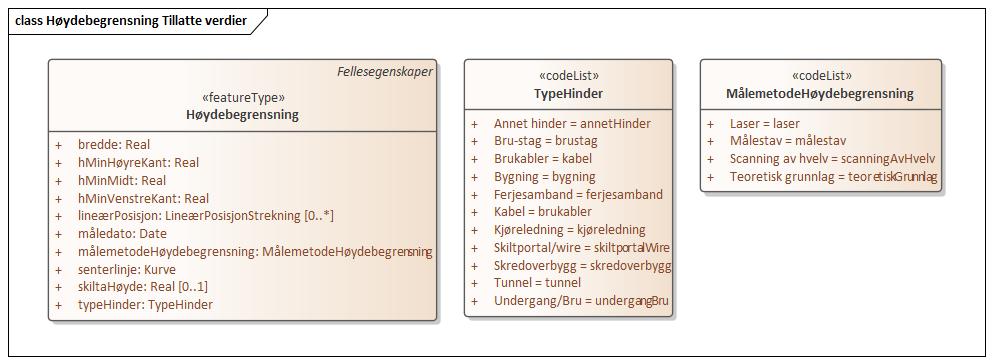 class Høydebegrensning Tillatte verdier
Fellesegenskaper
«featureType»
Høydebegrensning
+ bredde: Real
+ hMinHøyreKant: Real
+ hMinMidt: Real
+ hMinVenstreKant: Real
+ lineærPosisjon: LineærPosisjonStrekning [0..*]
+ måledato: Date
+ målemetodeHøydebegrensning: MålemetodeHøydebegrensning
+ senterlinje: Kurve
+ skiltaHøyde: Real [0..1]
+ typeHinder: TypeHinder
«codeList»
TypeHinder
+ Annet hinder = annetHinder
+ Bru-stag = brustag
+ Brukabler = kabel
+ Bygning = bygning
+ Ferjesamband = ferjesamband
+ Kabel = brukabler
+ Kjøreledning = kjøreledning
+ Skiltportal/wire = skiltportalWire
+ Skredoverbygg = skredoverbygg
+ Tunnel = tunnel
+ Undergang/Bru = undergangBru
«codeList»
MålemetodeHøydebegrensning
+ Laser = laser
+ Målestav = målestav
+ Scanning av hvelv = scanningAvHvelv
+ Teoretisk grunnlag = teoretiskGrunnlag